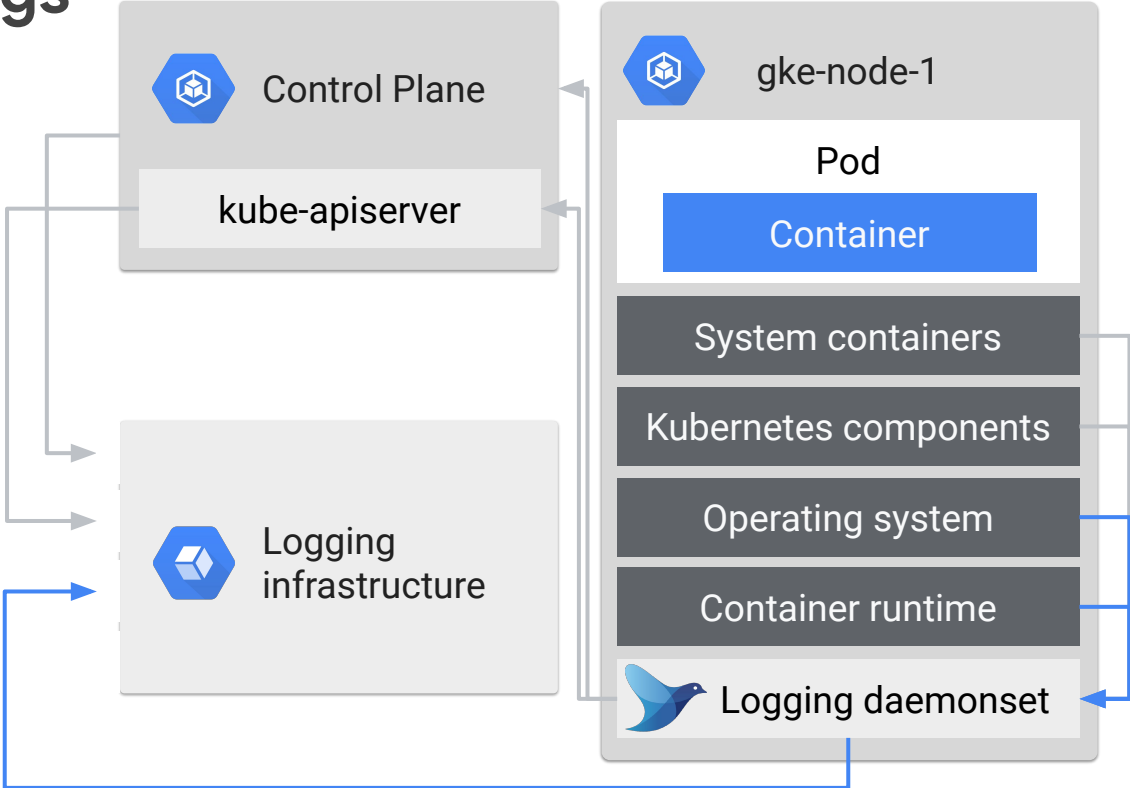 gs
Control Plane
kube-apiserver
Logging
infrastructure
gke-node-1
Pod
Container
System containers
Kubernetes components
Operating system
Container runtime
Logging daemonset